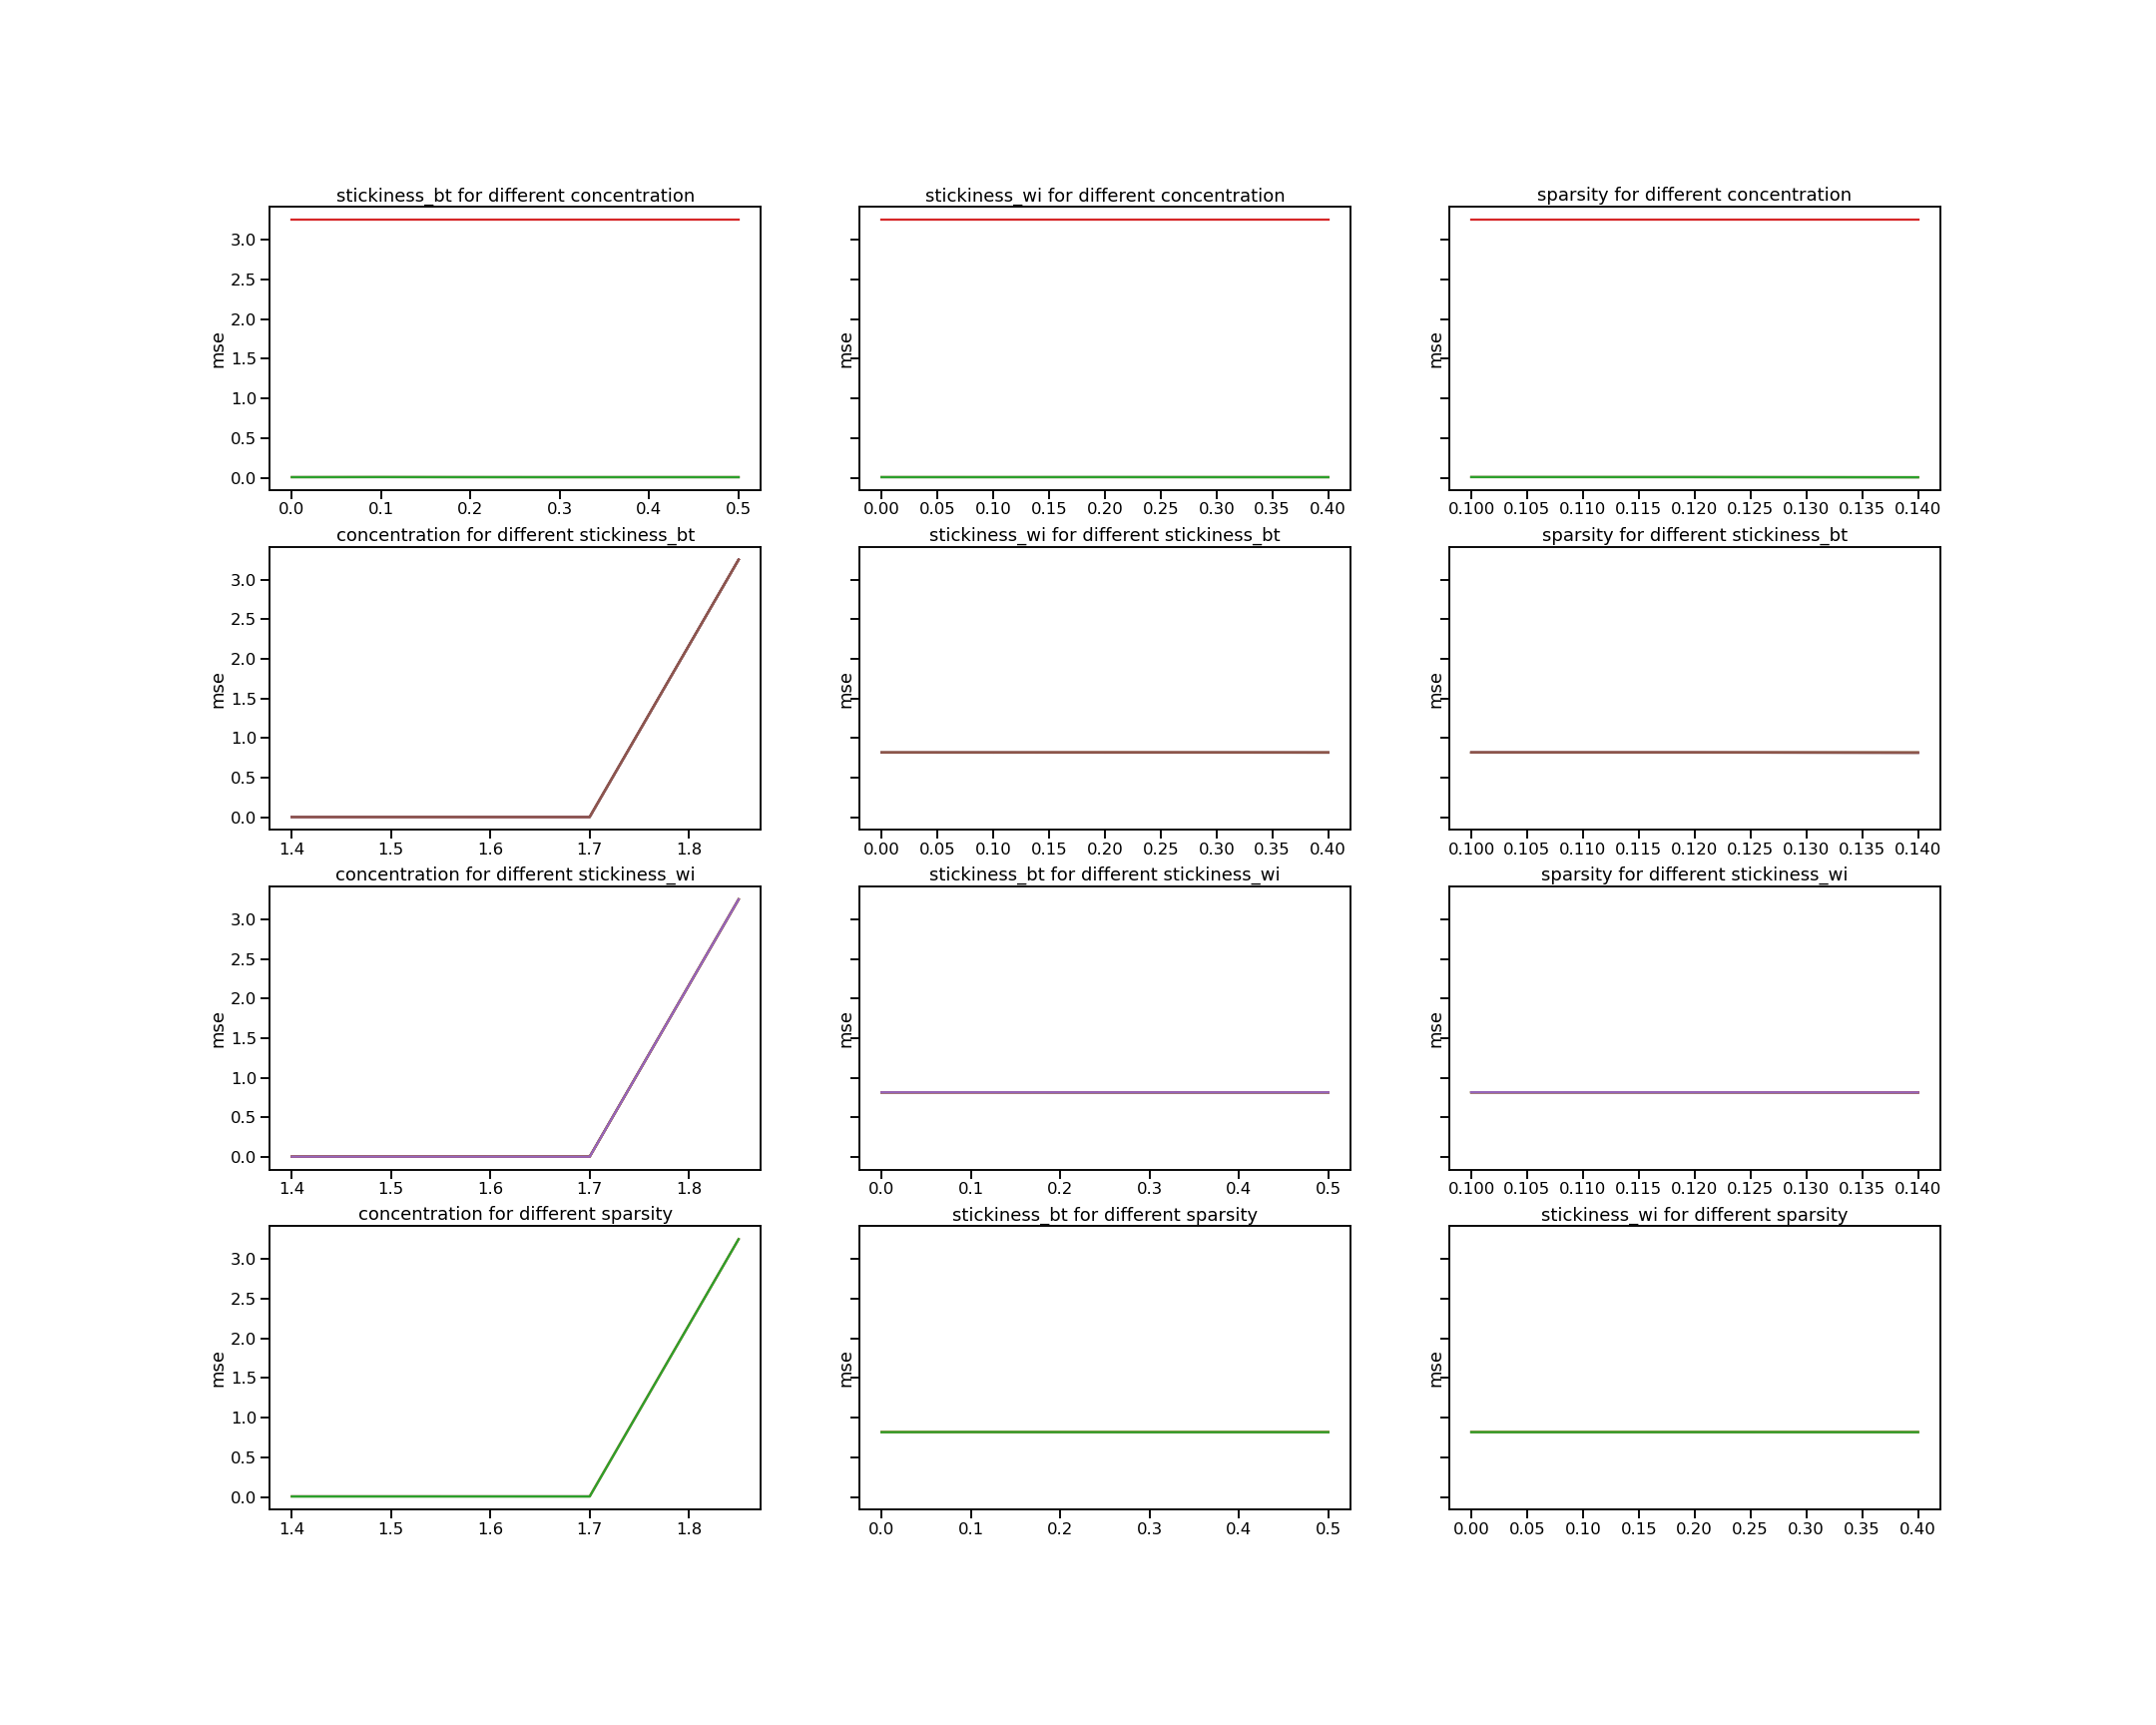 stickiness_bt for different concentration
stickiness_wi for different concentration
sparsity for different concentration
mse
3.0
2.5
2.0
1.5
1.0
0.5
0.0
0.0 0.1 0.2 0.3 0.4 0.5
mse
0.00 0.05 0.10 0.15 0.20 0.25 0.30 0.35 0.40
mse
0.100 0.105 0.110 0.115 0.120 0.125 0.130 0.135 0.140
concentration for different stickiness_bt
stickiness_wi for different stickiness_bt
sparsity for different stickiness_bt
mse
3.0
2.5
2.0
1.5
1.0
0.5
0.0
1.4 1.5 1.6 1.7 1.8
mse
0.00 0.05 0.10 0.15 0.20 0.25 0.30 0.35 0.40
mse
0.100 0.105 0.110 0.115 0.120 0.125 0.130 0.135 0.140
concentration for different stickiness_wi
stickiness_bt for different stickiness_wi
sparsity for different stickiness_wi
mse
3.0
2.5
2.0
1.5
1.0
0.5
0.0
1.4 1.5 1.6 1.7 1.8
mse
0.0 0.1 0.2 0.3 0.4 0.5
mse
0.100 0.105 0.110 0.115 0.120 0.125 0.130 0.135 0.140
concentration for different sparsity
stickiness_bt for different sparsity
stickiness_wi for different sparsity
mse
3.0
2.5
2.0
1.5
1.0
0.5
0.0
1.4 1.5 1.6 1.7 1.8
mse
0.0 0.1 0.2 0.3 0.4 0.5
mse
0.00 0.05 0.10 0.15 0.20 0.25 0.30 0.35 0.40